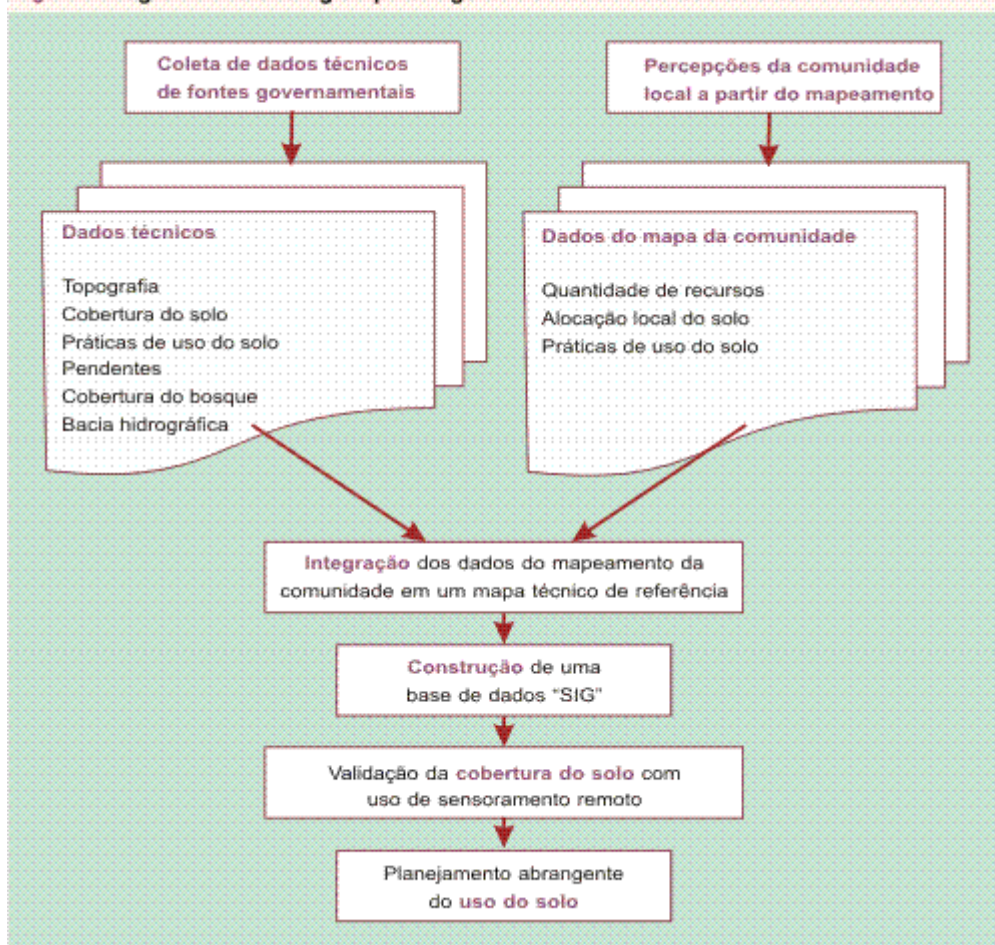 Coleta de dados técnicos
de fontes governamentais
Percepções da comunidade
local a partir do mapeamento
Dados técnicos
Topografia
Cobertura do solo
Práticas de uso do solo
Pendentes
Cobertura do bosque
Bacia hidrográfica
Dados do mapa da comunidade
Quantidade de recursos
Alocação local do solo
Práticas de uso do solo
Integração dos dados do mapeamento da
comunidade em um mapa técnico de referência
Construção de uma
base de dados “SIG”
Validação da cobertura do solo com
uso de sensoramento remoto
Planejamento abrangente
do uso do solo